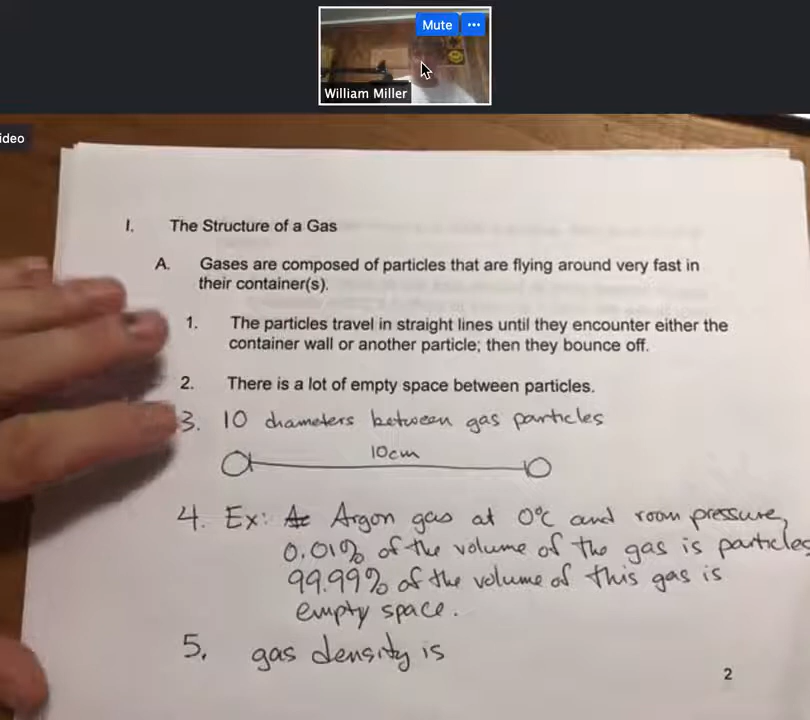 Mute ...
William Miller
ideo
I. The Structure of a Gas
A. Gases are composed of particles that are flying around very fast in
their container(s).
1. The particles travel in straight lines until they encounter either the
container wall or another particle; then they bounce off.
2. There is a lot of empty space between particles.
3. 10 diameters between gas particles
10cm
4. Ex: Argon gas at 0°C and room pressure,
0.01% of the volume of the gas is particles
99.99% of the volume of this gas is
empty space.
5. gas density is
2